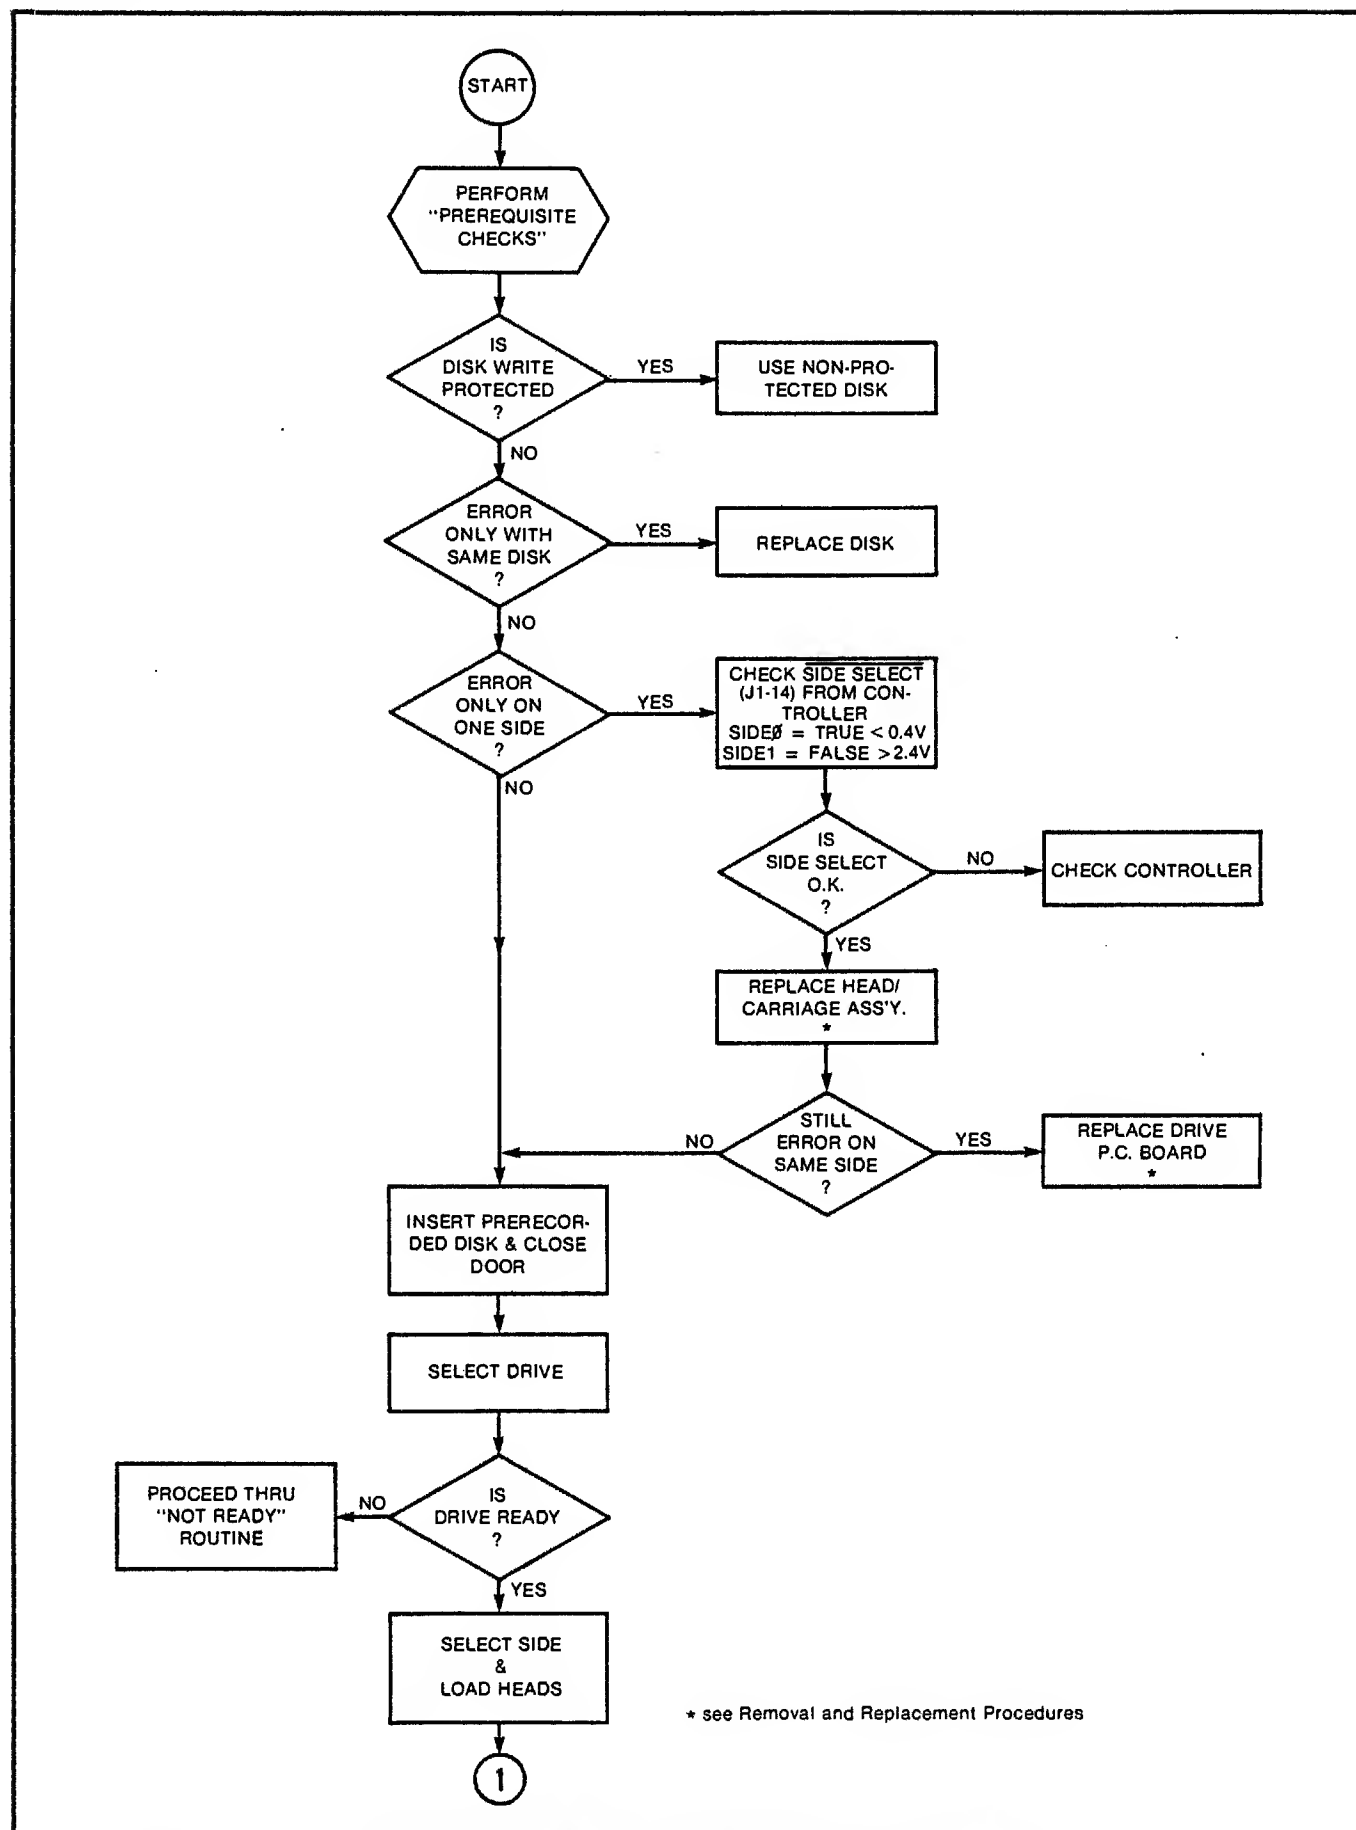 START
PERFORM
"PREREQUISITE
CHECKS"
IS
DISK WRITE
PROTECTED
?
YES
USE NON-PRO-
TECTED DISK
NO
ERROR
ONLY WITH
SAME DISK
?
YES
REPLACE DISK
NO
ERROR
ONLY ON
ONE SIDE
?
YES
CHECK SIDE SELECT
(J1-14) FROM CON-
TROLLER
SIDEØ = TRUE < 0.4V
SIDE1 = FALSE >2.4V
NO
IS
SIDE SELECT
O.K.
?
NO
CHECK CONTROLLER
YES
REPLACE HEAD/
CARRIAGE ASS'Y.
*
STILL
ERROR ON
SAME SIDE
?
NO
YES
REPLACE DRIVE
P.C. BOARD
*
INSERT PRERECOR-
DED DISK & CLOSE
DOOR
SELECT DRIVE
IS
DRIVE READY
?
NO
PROCEED THRU
"NOT READY"
ROUTINE
YES
SELECT SIDE
&
LOAD HEADS
* see Removal and Replacement Procedures
1